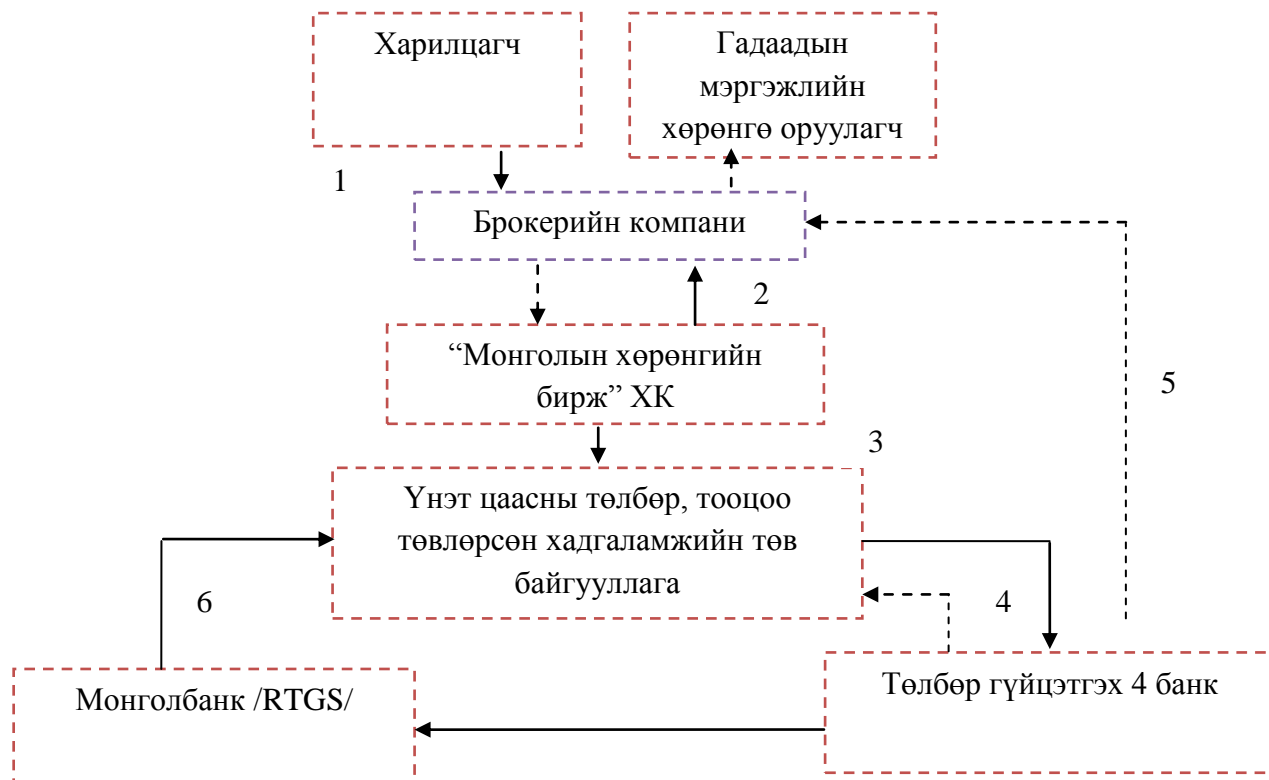 Харилцагч
Гадаадын
мэргэжлийн
хөрөнгө оруулагч
1
Брокерийн компани
2
“Монголын хөрөнгийн
бирж” ХК
5
3
Үнэт цаасны төлбөр, тооцоо
төвлөрсөн хадгаламжийн төв
байгууллага
6
4
Монголбанк /RTGS/
Төлбөр гүйцэтгэх 4 банк